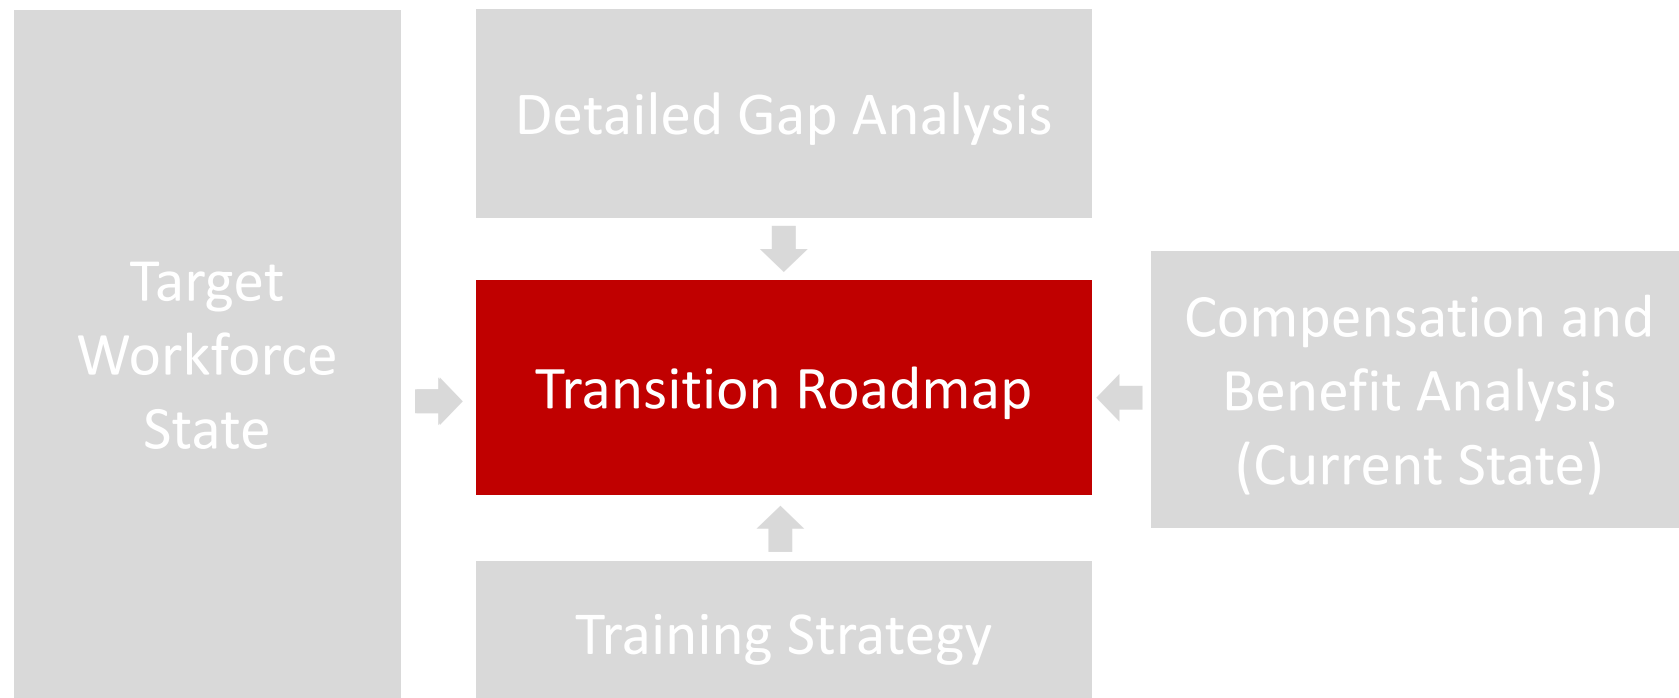 Detailed Gap Analysis
Target
Workforce
State
Transition Roadmap
Compensation and
Benefit Analysis
(Current State)
Training Strategy